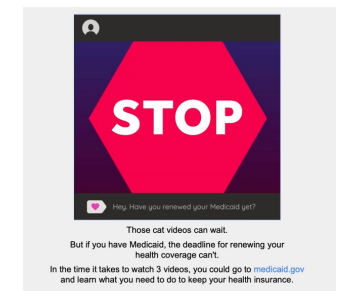 STOP
Hey. Have you renewed your Medicaid yet?
Those cat videos can wait.
But if you have Medicaid, the deadline for renewing your
health coverage can't.
In the time it takes to watch 3 videos, you could go to medicaid.gov
and learn what you need to do to keep your health insurance.